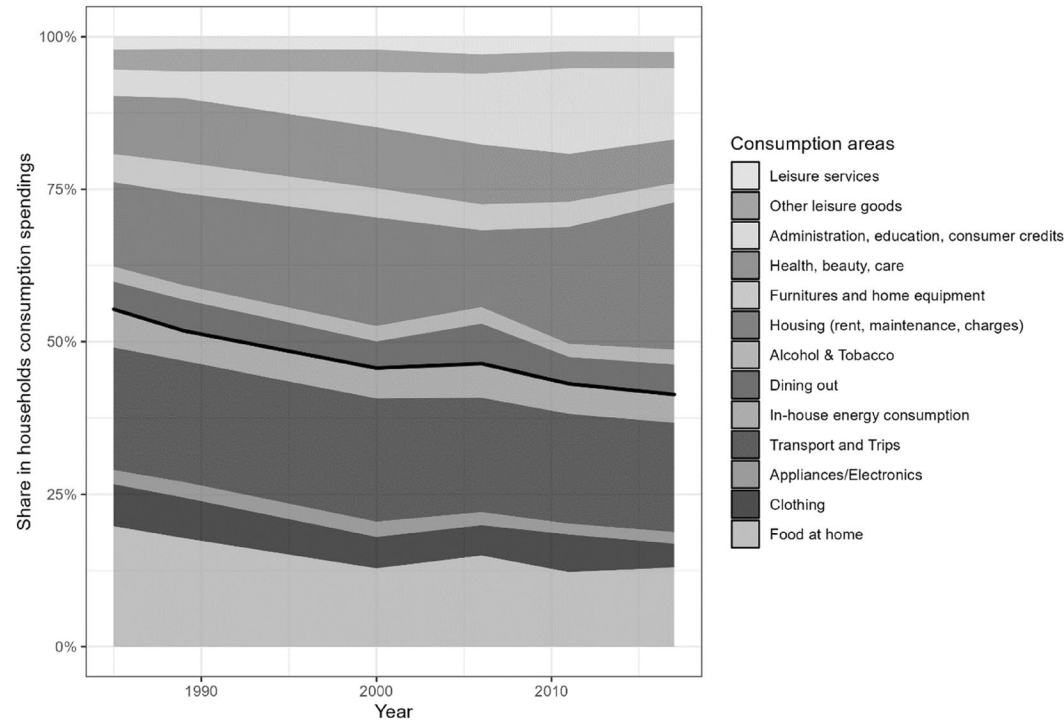 100%
75%
50%
25%
0%
Share in households consumption spendings
1990
2000
2010
Year
Consumption areas
Leisure services
Other leisure goods
Administration, education, consumer credits
Health, beauty, care
Furnitures and home equipment
Housing (rent, maintenance, charges)
Alcohol & Tobacco
Dining out
In-house energy consumption
Transport and Trips
Appliances/Electronics
Clothing
Food at home